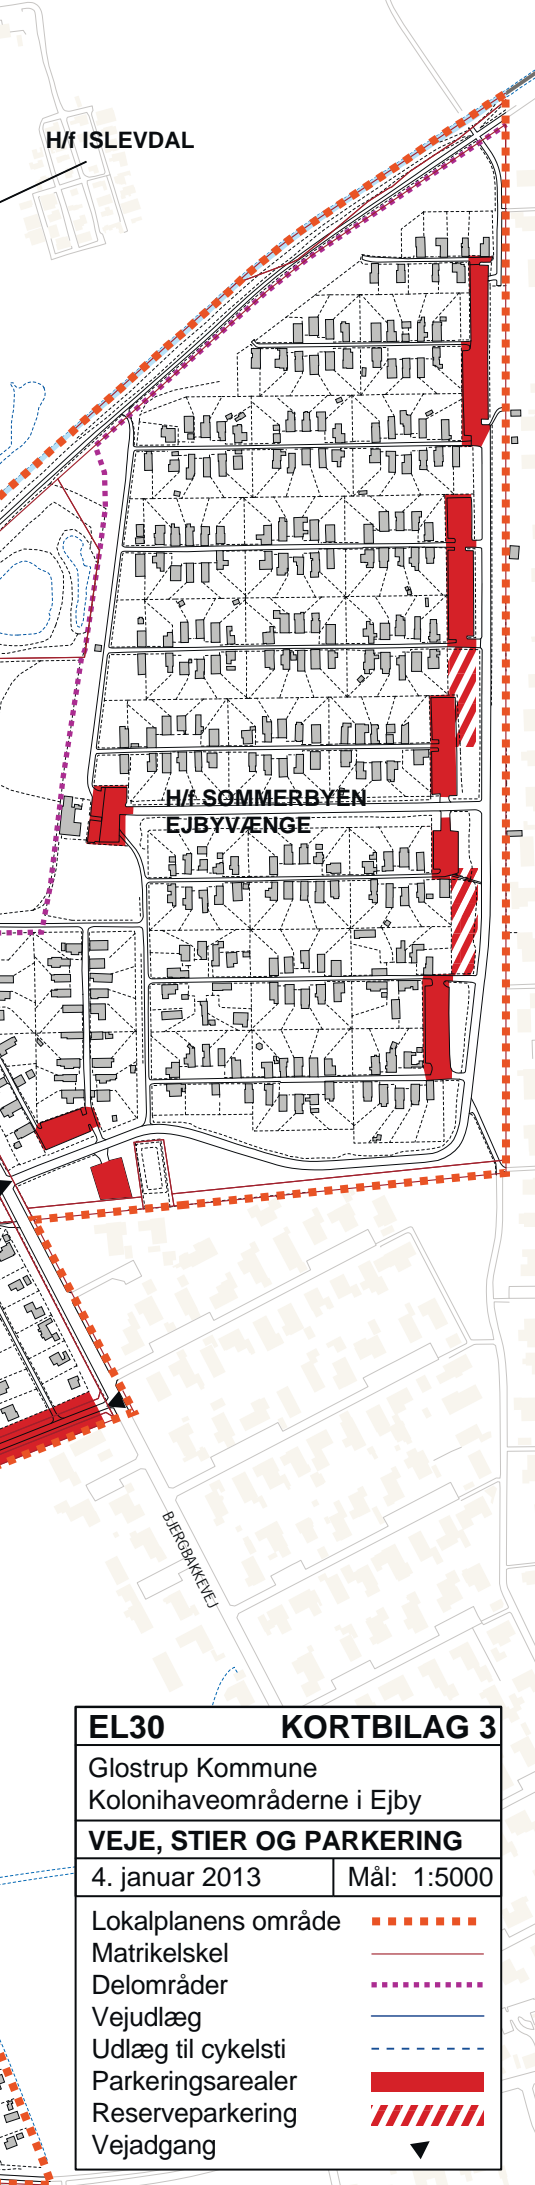 H/f ISLEVDAL
H/f SOMMERBYEN
EJBYVÆNGE
BJERGBAKKEVEJ
EL30 KORTBILAG 3
Glostrup Kommune
Kolonihaveområderne i Ejby
VEJE, STIER OG PARKERING
4. januar 2013 Mål: 1:5000
Lokalplanens område
Matrikelskel
Delområder
Vejudlæg
Udlæg til cykelsti
Parkeringsarealer
Reserveparkering
Vejadgang